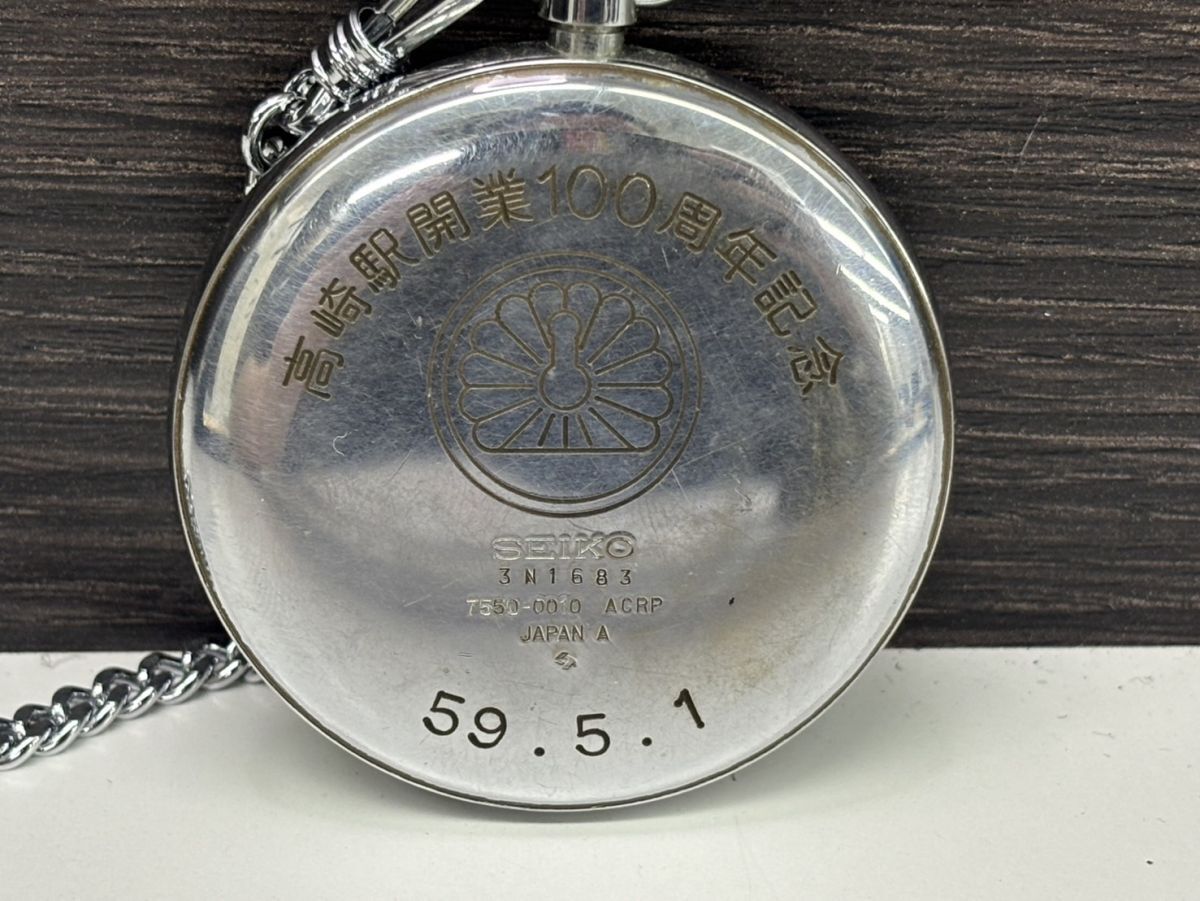 高崎駅開業100周年記念
SEIKO
3N1683
7550-0010 ACRP
JAPAN A
59.5.1